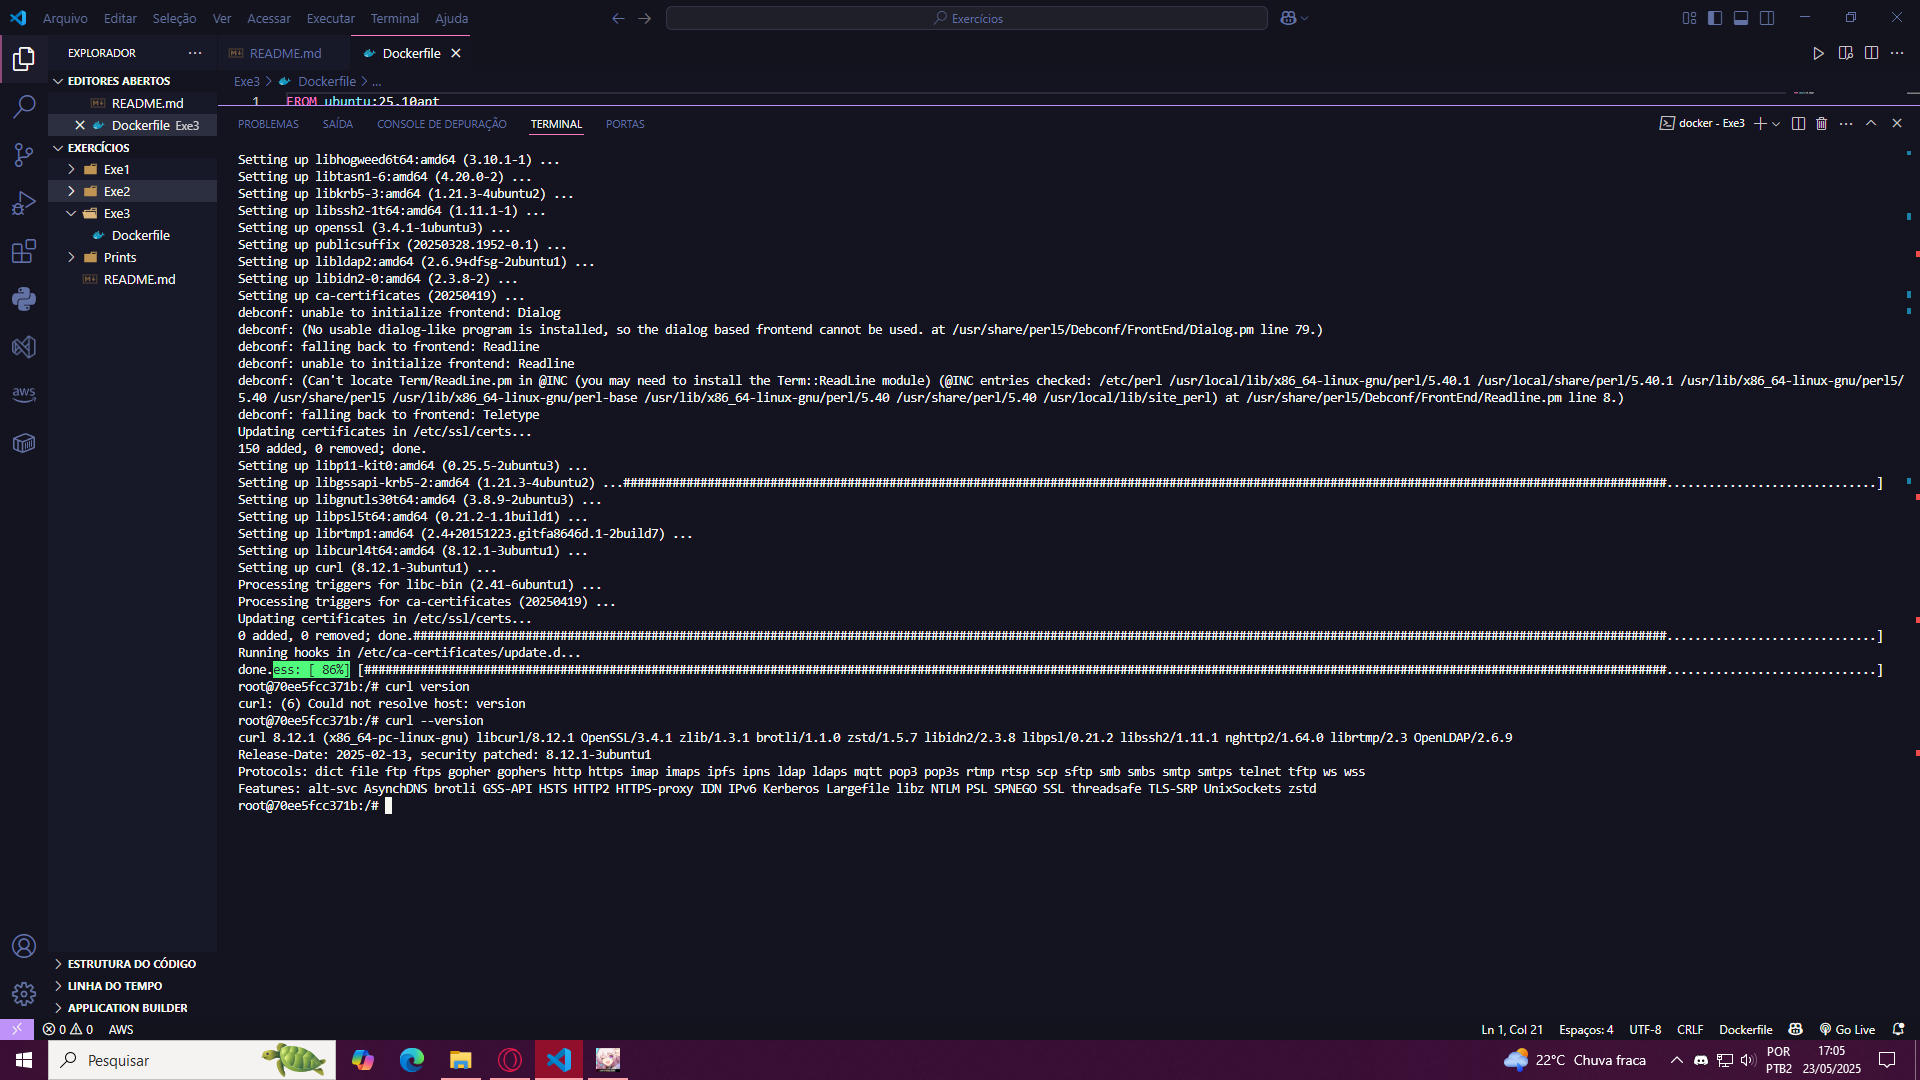 Arquivo Editar Seleção Ver Acessar Executar Terminal Ajuda
Exercícios
EXPLORADOR
README.md
Dockerfile
EDITORES ABERTOS
README.md
Dockerfile Exe3
EXERCÍCIOS
Exe1
Exe2
Exe3
Dockerfile
Prints
README.md
ESTRUTURA DO CÓDIGO
LINHA DO TEMPO
APPLICATION BUILDER
Exe3 > Dockerfile > ...
1 FROM ubuntu:25.10apt
PROBLEMAS SAÍDA CONSOLE DE DEPURAÇÃO TERMINAL PORTAS
docker - Exe3
Setting up libhogweed6t64:amd64 (3.10.1-1) ...
Setting up libtasn1-6:amd64 (4.20.0-2) ...
Setting up libkrb5-3:amd64 (1.21.3-4ubuntu2) ...
Setting up libssh2-1t64:amd64 (1.11.1-1) ...
Setting up openssl (3.4.1-1ubuntu3) ...
Setting up publicsuffix (20250328.1952-0.1) ...
Setting up libldap2:amd64 (2.6.9+dfsg-2ubuntu1) ...
Setting up libidn2-0:amd64 (2.3.8-2) ...
Setting up ca-certificates (20250419) ...
debconf: unable to initialize frontend: Dialog
debconf: (No usable dialog-like program is installed, so the dialog based frontend cannot be used. at /usr/share/perl5/Debconf/FrontEnd/Dialog.pm line 79.)
debconf: falling back to frontend: Readline
debconf: unable to initialize frontend: Readline
debconf: (Can't locate Term/ReadLine.pm in @INC (you may need to install the Term::ReadLine module) (@INC entries checked: /etc/perl /usr/local/lib/x86_64-linux-gnu/perl/5.40.1 /usr/local/share/perl/5.40.1 /usr/lib/x86_64-linux-gnu/perl5/
5.40 /usr/share/perl5 /usr/lib/x86_64-linux-gnu/perl-base /usr/lib/x86_64-linux-gnu/perl/5.40 /usr/share/perl/5.40 /usr/local/lib/site_perl) at /usr/share/perl5/Debconf/FrontEnd/Readline.pm line 8.)
debconf: falling back to frontend: Teletype
Updating certificates in /etc/ssl/certs...
150 added, 0 removed; done.
Setting up libp11-kit0:amd64 (0.25.5-2ubuntu3) ...
Setting up libgssapi-krb5-2:amd64 (1.21.3-4ubuntu2) ...#####################################################################################################################################################..............................]
Setting up libgnutls30t64:amd64 (3.8.9-2ubuntu3) ...
Setting up libpsl5t64:amd64 (0.21.2-1.1build1) ...
Setting up librtmp1:amd64 (2.4+20151223.gitfa8646d.1-2build7) ...
Setting up libcurl4t64:amd64 (8.12.1-3ubuntu1) ...
Setting up curl (8.12.1-3ubuntu1) ...
Processing triggers for libc-bin (2.41-6ubuntu1) ...
Processing triggers for ca-certificates (20250419) ...
Updating certificates in /etc/ssl/certs...
0 added, 0 removed; done.###################################################################################################################################################################################..............................]
Running hooks in /etc/ca-certificates/update.d...
done.ess: [ 86%] [##########################################################################################################################################################################################..............................]
root@70ee5fcc371b:/# curl version
curl: (6) Could not resolve host: version
root@70ee5fcc371b:/# curl --version
curl 8.12.1 (x86_64-pc-linux-gnu) libcurl/8.12.1 OpenSSL/3.4.1 zlib/1.3.1 brotli/1.1.0 zstd/1.5.7 libidn2/2.3.8 libpsl/0.21.2 libssh2/1.11.1 nghttp2/1.64.0 librtmp/2.3 OpenLDAP/2.6.9
Release-Date: 2025-02-13, security patched: 8.12.1-3ubuntu1
Protocols: dict file ftp ftps gopher gophers http https imap imaps ipfs ipns ldap ldaps mqtt pop3 pop3s rtmp rtsp scp sftp smb smbs smtp smtps telnet tftp ws wss
Features: alt-svc AsynchDNS brotli GSS-API HSTS HTTP2 HTTPS-proxy IDN IPv6 Kerberos Largefile libz NTLM PSL SPNEGO SSL threadsafe TLS-SRP UnixSockets zstd
root@70ee5fcc371b:/#
aws
0 0 AWS
Ln 1, Col 21 Espaços: 4 UTF-8 CRLF Dockerfile Go Live
Pesquisar
22°C Chuva fraca
POR
PTB2
17:05
23/05/2025